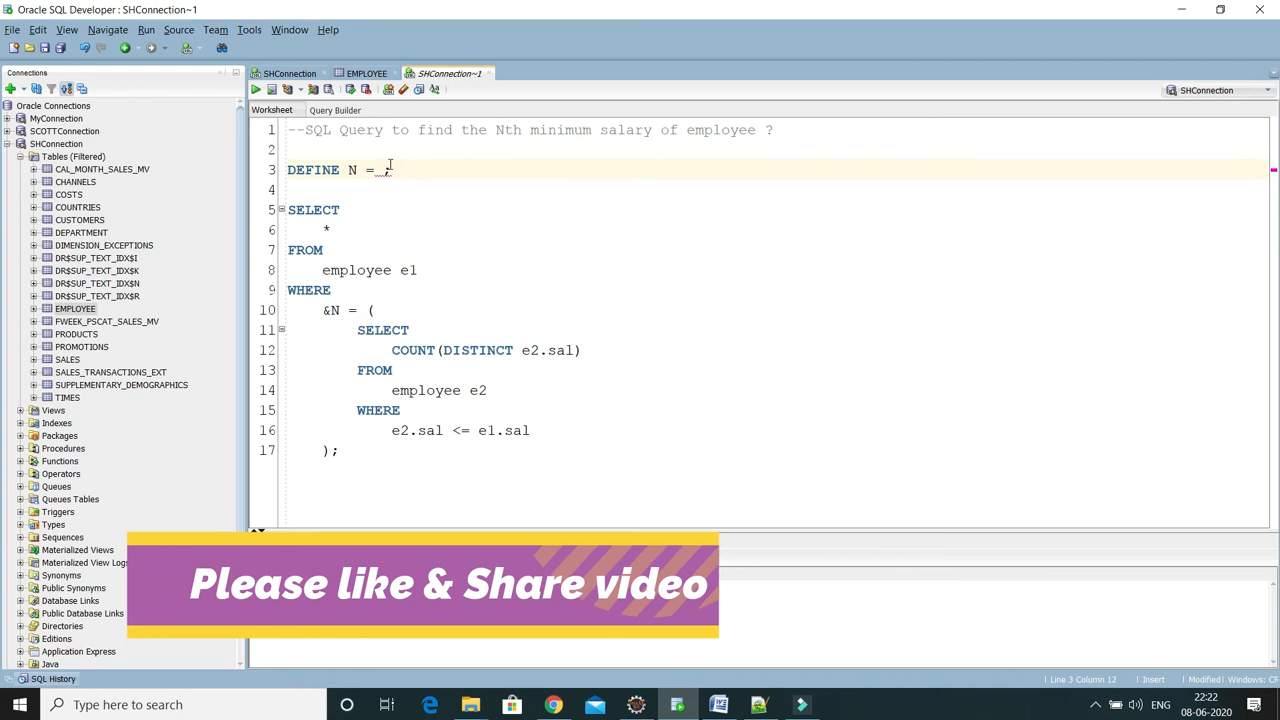 Oracle SQL Developer : SHConnection~1
File Edit View Navigate Run Source Team Tools Window Help
Connections
SHConnection EMPLOYEE SHConnection~1
SHConnection
Worksheet Query Builder
Oracle Connections
MyConnection
SCOTTConnection
SHConnection
Tables (Filtered)
CAL_MONTH_SALES_MV
CHANNELS
COSTS
COUNTRIES
CUSTOMERS
DEPARTMENT
DIMENSION_EXCEPTIONS
DR$SUP_TEXT_IDX$I
DR$SUP_TEXT_IDX$K
DR$SUP_TEXT_IDX$N
DR$SUP_TEXT_IDX$R
EMPLOYEE
FWEEK_PSCAT_SALES_MV
PRODUCTS
PROMOTIONS
SALES
SALES_TRANSACTIONS_EXT
SUPPLEMENTARY_DEMOGRAPHICS
TIMES
Views
Indexes
Packages
Procedures
Functions
Operators
Queues
Queues Tables
Triggers
Types
Sequences
Materialized Views
Materialized View Logs
Synonyms
Public Synonyms
Database Links
Public Database Links
Directories
Editions
Application Express
Java
SQL History
1 --SQL Query to find the Nth minimum salary of employee ?
2
3 DEFINE N = ;
4
5 SELECT
6 *
7 FROM
8 employee e1
9 WHERE
10 &N = (
11 SELECT
12 COUNT(DISTINCT e2.sal)
13 FROM
14 employee e2
15 WHERE
16 e2.sal <= e1.sal
17 );
Please like & Share video
Line 3 Column 12 Insert Modified Windows: CR
Type here to search
ENG
22:22
08-06-2020